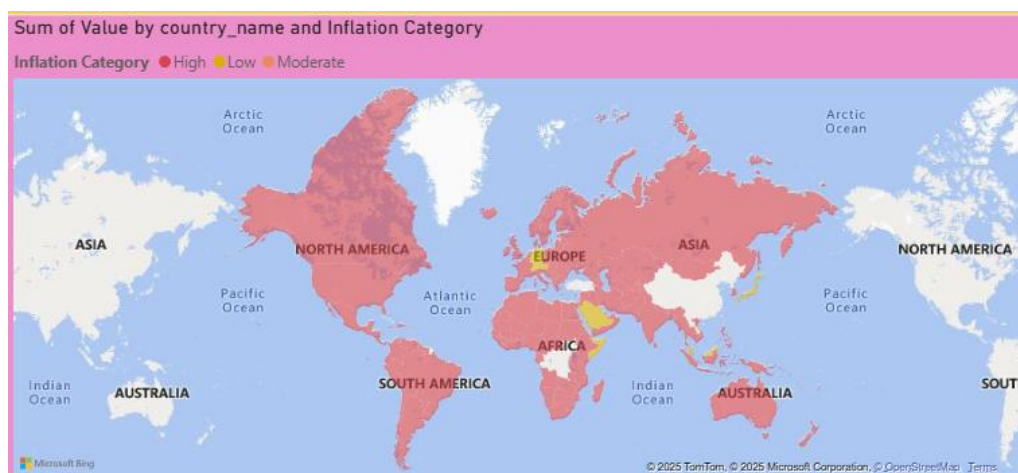 Sum of Value by country_name and Inflation Category
Inflation Category High Low Moderate
Arctic
Ocean
Arctic
Ocean
ASIA
NORTH AMERICA
EUROPE
ASIA
NORTH AMERICA
Pacific
Ocean
Atlantic
Ocean
Pacific
Ocean
AFRICA
Indian
Ocean
AUSTRALIA
SOUTH AMERICA
Indian
Ocean
AUSTRALIA
SOUT
Microsoft Bing
© 2025 TomTom, © 2025 Microsoft Corporation, © OpenStreetMap Terms